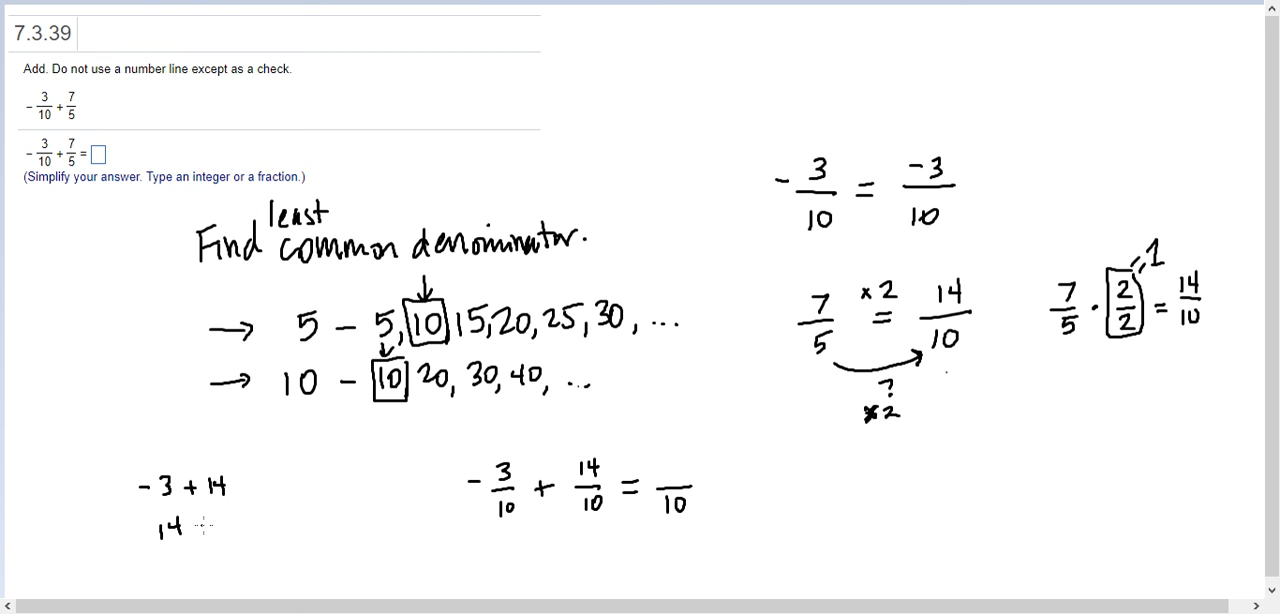 7.3.39
Add. Do not use a number line except as a check.
- 3/10 + 7/5
- 3/10 + 7/5 =
(Simplify your answer. Type an integer or a fraction.)
Find least common denominator.
→ 5 - 5, 10, 15, 20, 25, 30, ...
→ 10 - 10, 20, 30, 40, ...
- 3/10 = -3/10
7/5 ×2 = 14/10
?
×2
7/5 · 2/2 = 14/10
=1
-3 + 14
14
- 3/10 + 14/10 = /10